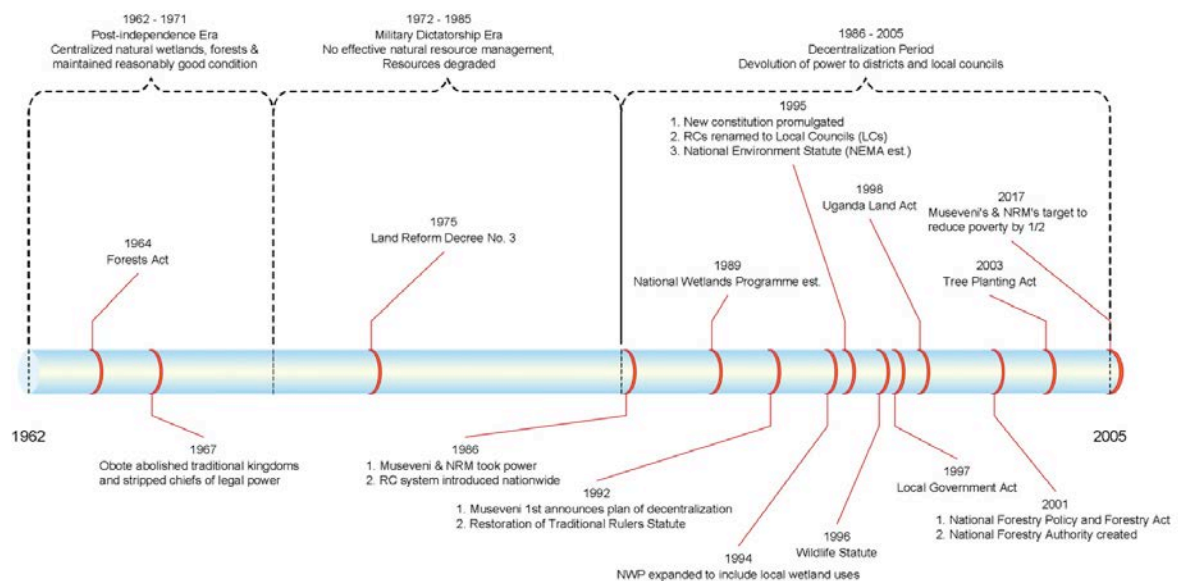 1962 - 1971
Post-independence Era
Centralized natural wetlands, forests &
maintained reasonably good condition
1972 - 1985
Military Dictatorship Era
No effective natural resource management,
Resources degraded
1986 - 2005
Decentralization Period
Devolution of power to districts and local councils
1995
1. New constitution promulgated
2. RCs renamed to Local Councils (LCs)
3. National Environment Statute (NEMA est.)
1998
Uganda Land Act
2017
Museveni's & NRM's target to
reduce poverty by 1/2
1964
Forests Act
1975
Land Reform Decree No. 3
1989
National Wetlands Programme est.
2003
Tree Planting Act
1962
2005
1967
Obote abolished traditional kingdoms
and stripped chiefs of legal power
1986
1. Museveni & NRM took power
2. RC system introduced nationwide
1992
1. Museveni 1st announces plan of decentralization
2. Restoration of Traditional Rulers Statute
1994
NWP expanded to include local wetland uses
1996
Wildlife Statute
1997
Local Government Act
2001
1. National Forestry Policy and Forestry Act
2. National Forestry Authority created